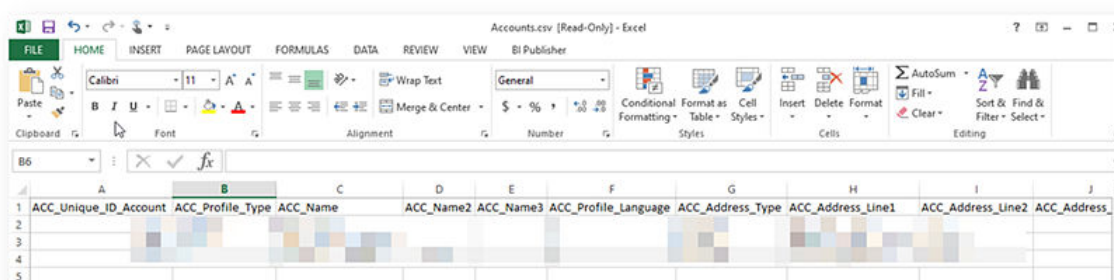 Accounts.csv [Read-Only] - Excel
?
FILE HOME INSERT PAGE LAYOUT FORMULAS DATA REVIEW VIEW BI Publisher
Paste
Clipboard
Calibri 11 A A
B I U A
Font
Wrap Text
Merge & Center
Alignment
General
$ % , .00 .0
Number
Conditional Formatting
Format as Table
Cell Styles
Styles
Insert Delete Format
Cells
AutoSum
Fill
Clear
Sort & Filter
Find & Select
Editing
B6 fx
A B C D E F G H I J
1 ACC_Unique_ID_Account ACC_Profile_Type ACC_Name ACC_Name2 ACC_Name3 ACC_Profile_Language ACC_Address_Type ACC_Address_Line1 ACC_Address_Line2 ACC_Address
2
3
4
5